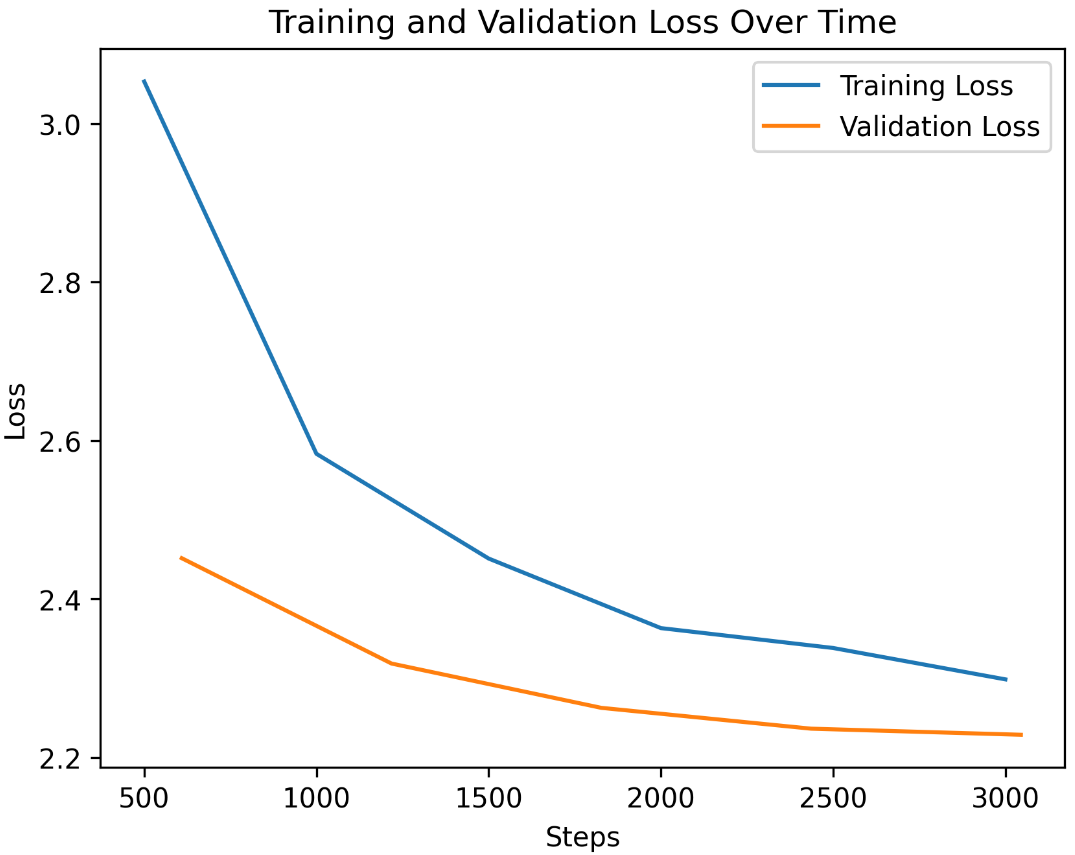 Training and Validation Loss Over Time
Training Loss
Validation Loss
Loss
3.0
2.8
2.6
2.4
2.2
500 1000 1500 2000 2500 3000
Steps